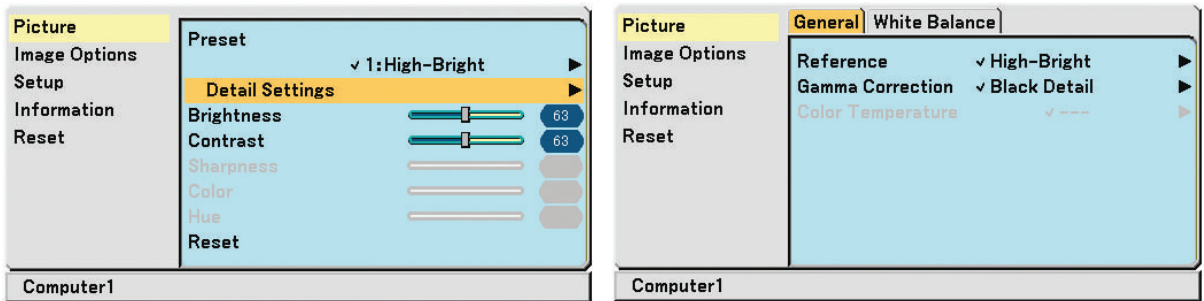 Picture
Image Options
Setup
Information
Reset
Preset
✓ 1:High-Bright ▶
Detail Settings ▶
Brightness 63
Contrast 63
Sharpness
Color
Hue
Reset
Computer1
Picture
Image Options
Setup
Information
Reset
General White Balance
Reference ✓ High-Bright ▶
Gamma Correction ✓ Black Detail ▶
Color Temperature ✓ --- ▶
Computer1